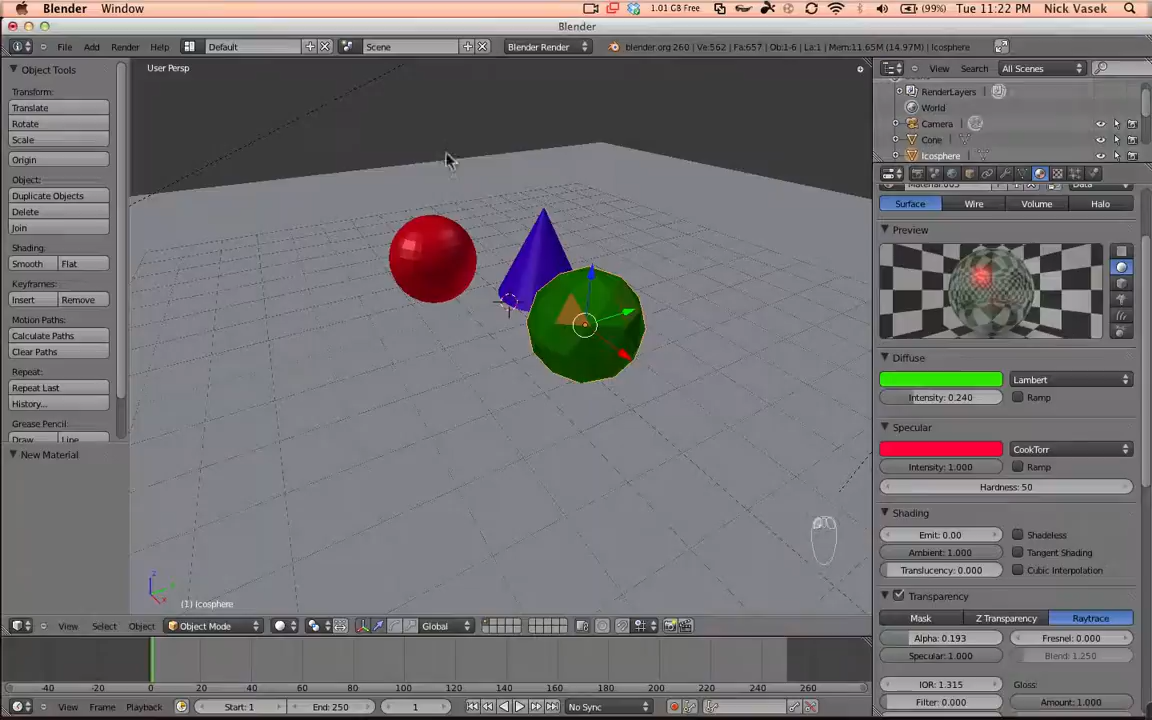 Blender Window 1.01 GB Free (99%) Tue 11:22 PM Nick Vasek
Blender
File Add Render Help Default Scene Blender Render blender.org 260 | Ve:562 | Fa:657 | Ob:1-6 | La:1 | Mem:11.65M (14.97M) | Icosphere
User Persp
Object Tools
Transform:
Translate
Rotate
Scale
Origin
Object:
Duplicate Objects
Delete
Join
Shading:
Smooth Flat
Keyframes:
Insert Remove
Motion Paths:
Calculate Paths
Clear Paths
Repeat:
Repeat Last
History...
Grease Pencil:
Draw Line
New Material
(1) Icosphere
View Select Object Object Mode Global
-40 -20 0 20 40 60 80 100 120 140 160 180 200 220 240 260
View Frame Playback Start: 1 End: 250 1 No Sync
View Search All Scenes
RenderLayers
World
Camera
Cone
Icosphere
Data
Surface Wire Volume Halo
Preview
Diffuse
Lambert
Intensity: 0.240 Ramp
Specular
CookTorr
Intensity: 1.000 Ramp
Hardness: 50
Shading
Emit: 0.00 Shadeless
Ambient: 1.000 Tangent Shading
Translucency: 0.000 Cubic Interpolation
Transparency
Mask Z Transparency Raytrace
Alpha: 0.193 Fresnel: 0.000
Specular: 1.000 Blend: 1.250
IOR: 1.315 Gloss:
Filter: 0.000 Amount: 1.000